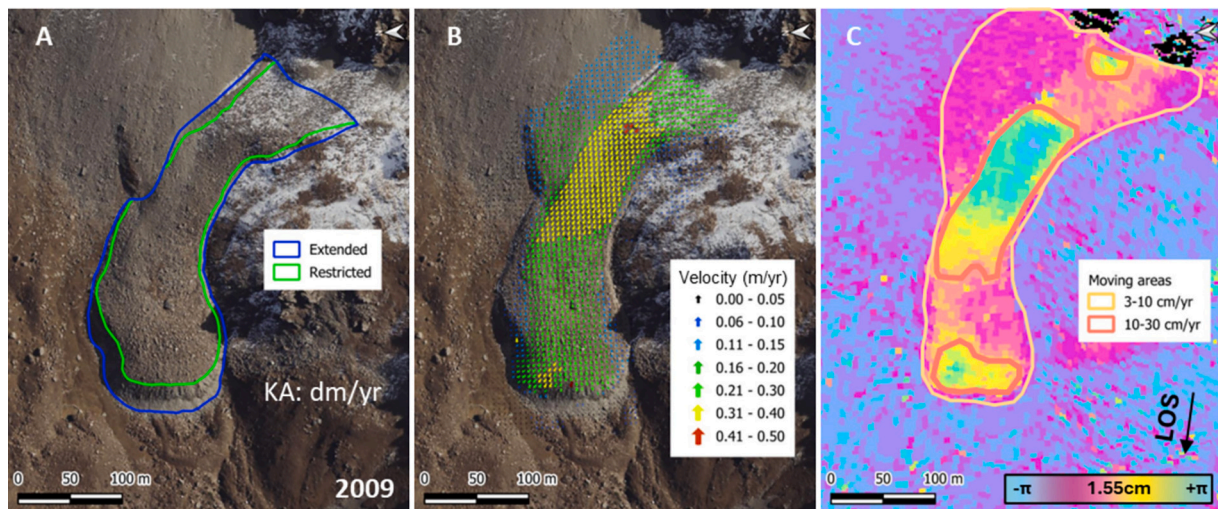 A
Extended
Restricted
KA: dm/yr
0 50 100 m
2009
B
Velocity (m/yr)
0.00 - 0.05
0.06 - 0.10
0.11 - 0.15
0.16 - 0.20
0.21 - 0.30
0.31 - 0.40
0.41 - 0.50
0 50 100 m
C
Moving areas
3-10 cm/yr
10-30 cm/yr
LOS
0 50 100 m
-π 1.55cm +π